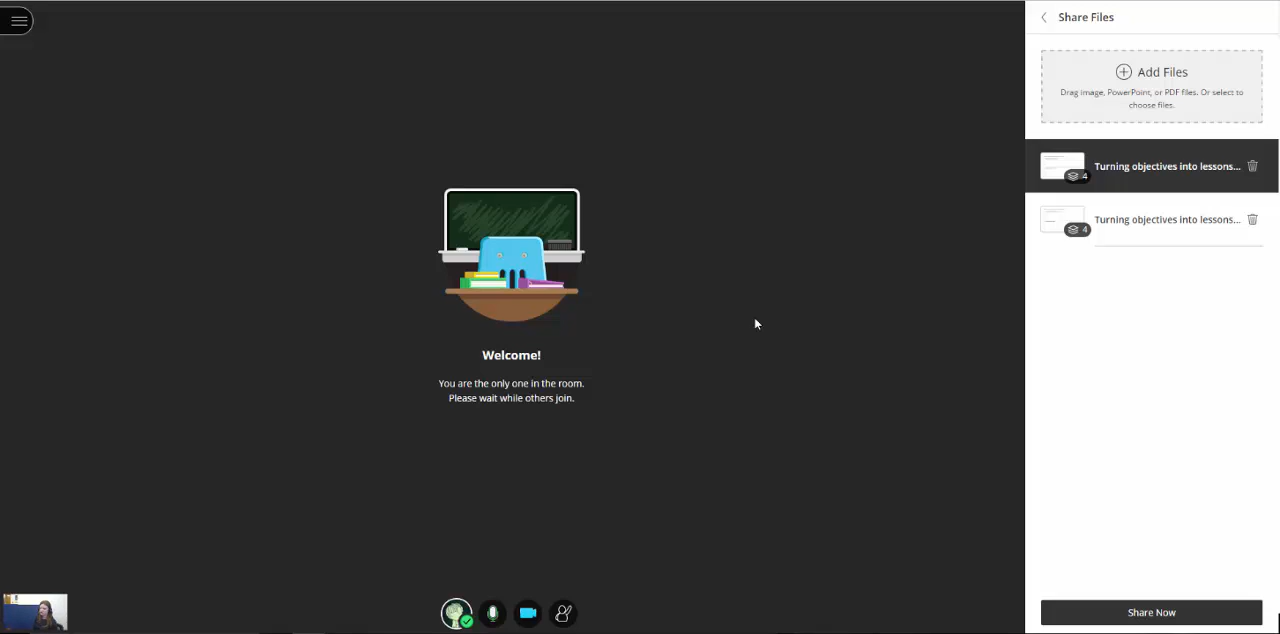 Share Files
Add Files
Drag image, PowerPoint, or PDF files. Or select to
choose files.
4
Turning objectives into lessons...
4
Turning objectives into lessons...
Welcome!
You are the only one in the room.
Please wait while others join.
Share Now